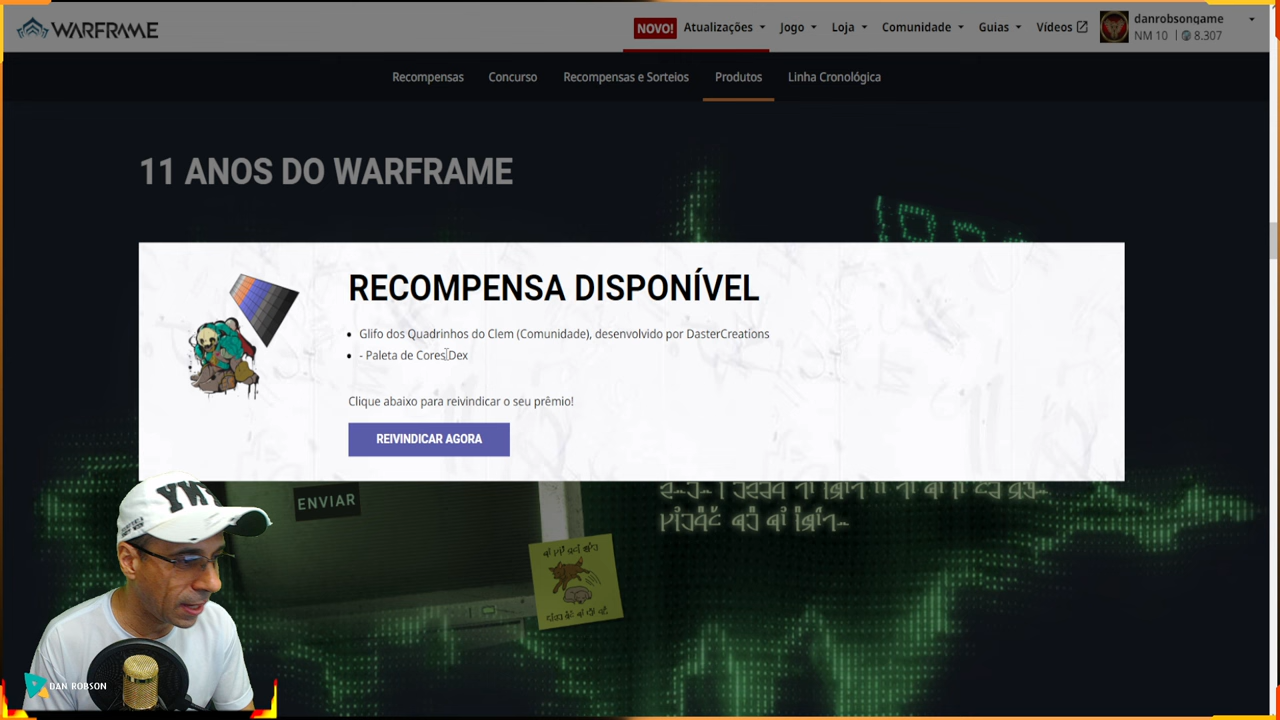 WARFRAME
NOVO! Atualizações Jogo Loja Comunidade Guias Vídeos
danrobsongame
NM 10 | 8.307
Recompensas Concurso Recompensas e Sorteios Produtos Linha Cronológica
11 ANOS DO WARFRAME
RECOMPENSA DISPONÍVEL
Glifo dos Quadrinhos do Clem (Comunidade), desenvolvido por DasterCreations
- Paleta de Cores Dex
Clique abaixo para reivindicar o seu prêmio!
REIVINDICAR AGORA
ENVIAR
DAN ROBSON